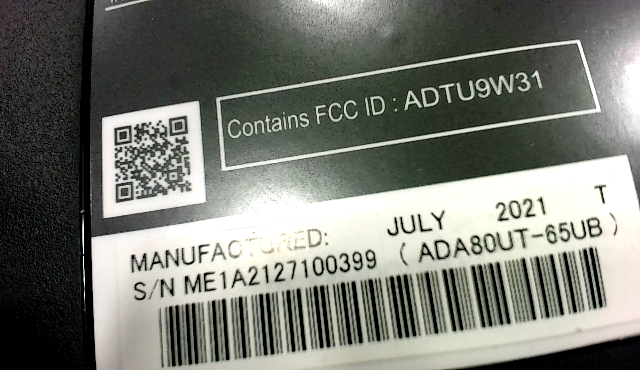 Contains FCC ID : ADTU9W31
MANUFACTURED: JULY 2021 T
S/N ME1A2127100399 ( ADA80UT-65UB )